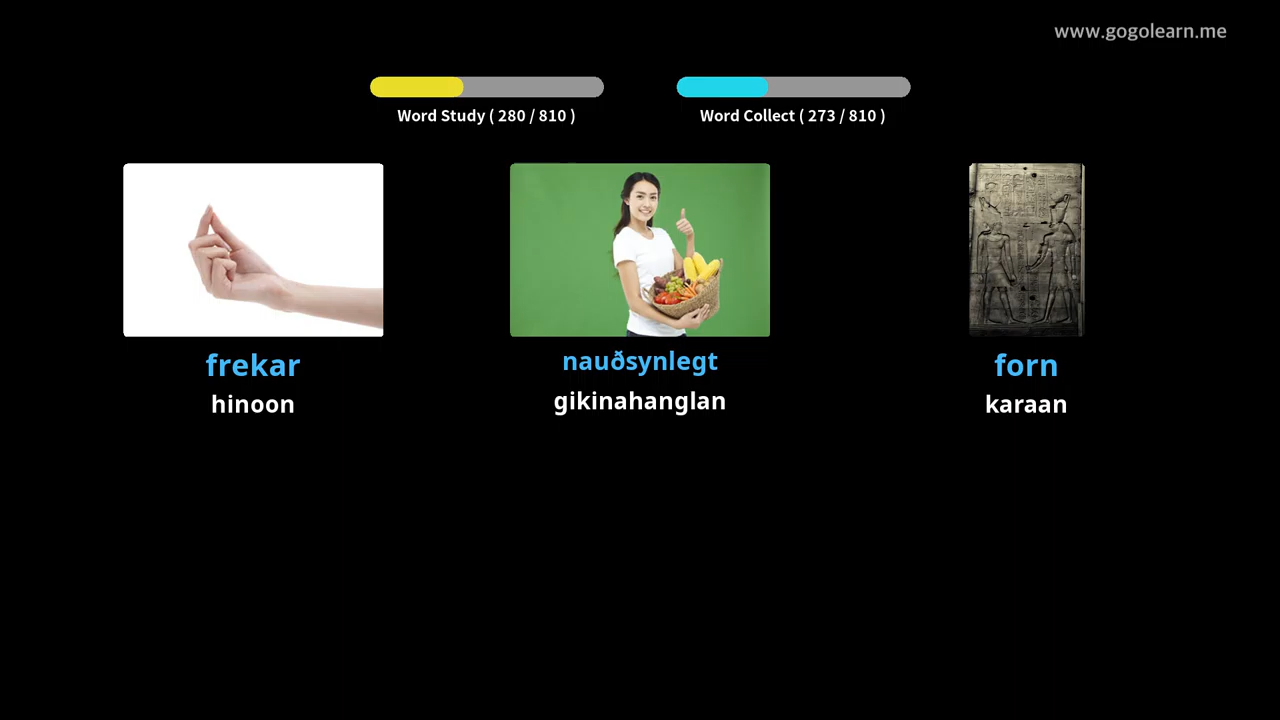 www.gogolearn.me
Word Study ( 280 / 810 )
Word Collect ( 273 / 810 )
frekar
hinoon
nauðsynlegt
gikinahanglan
forn
karaan